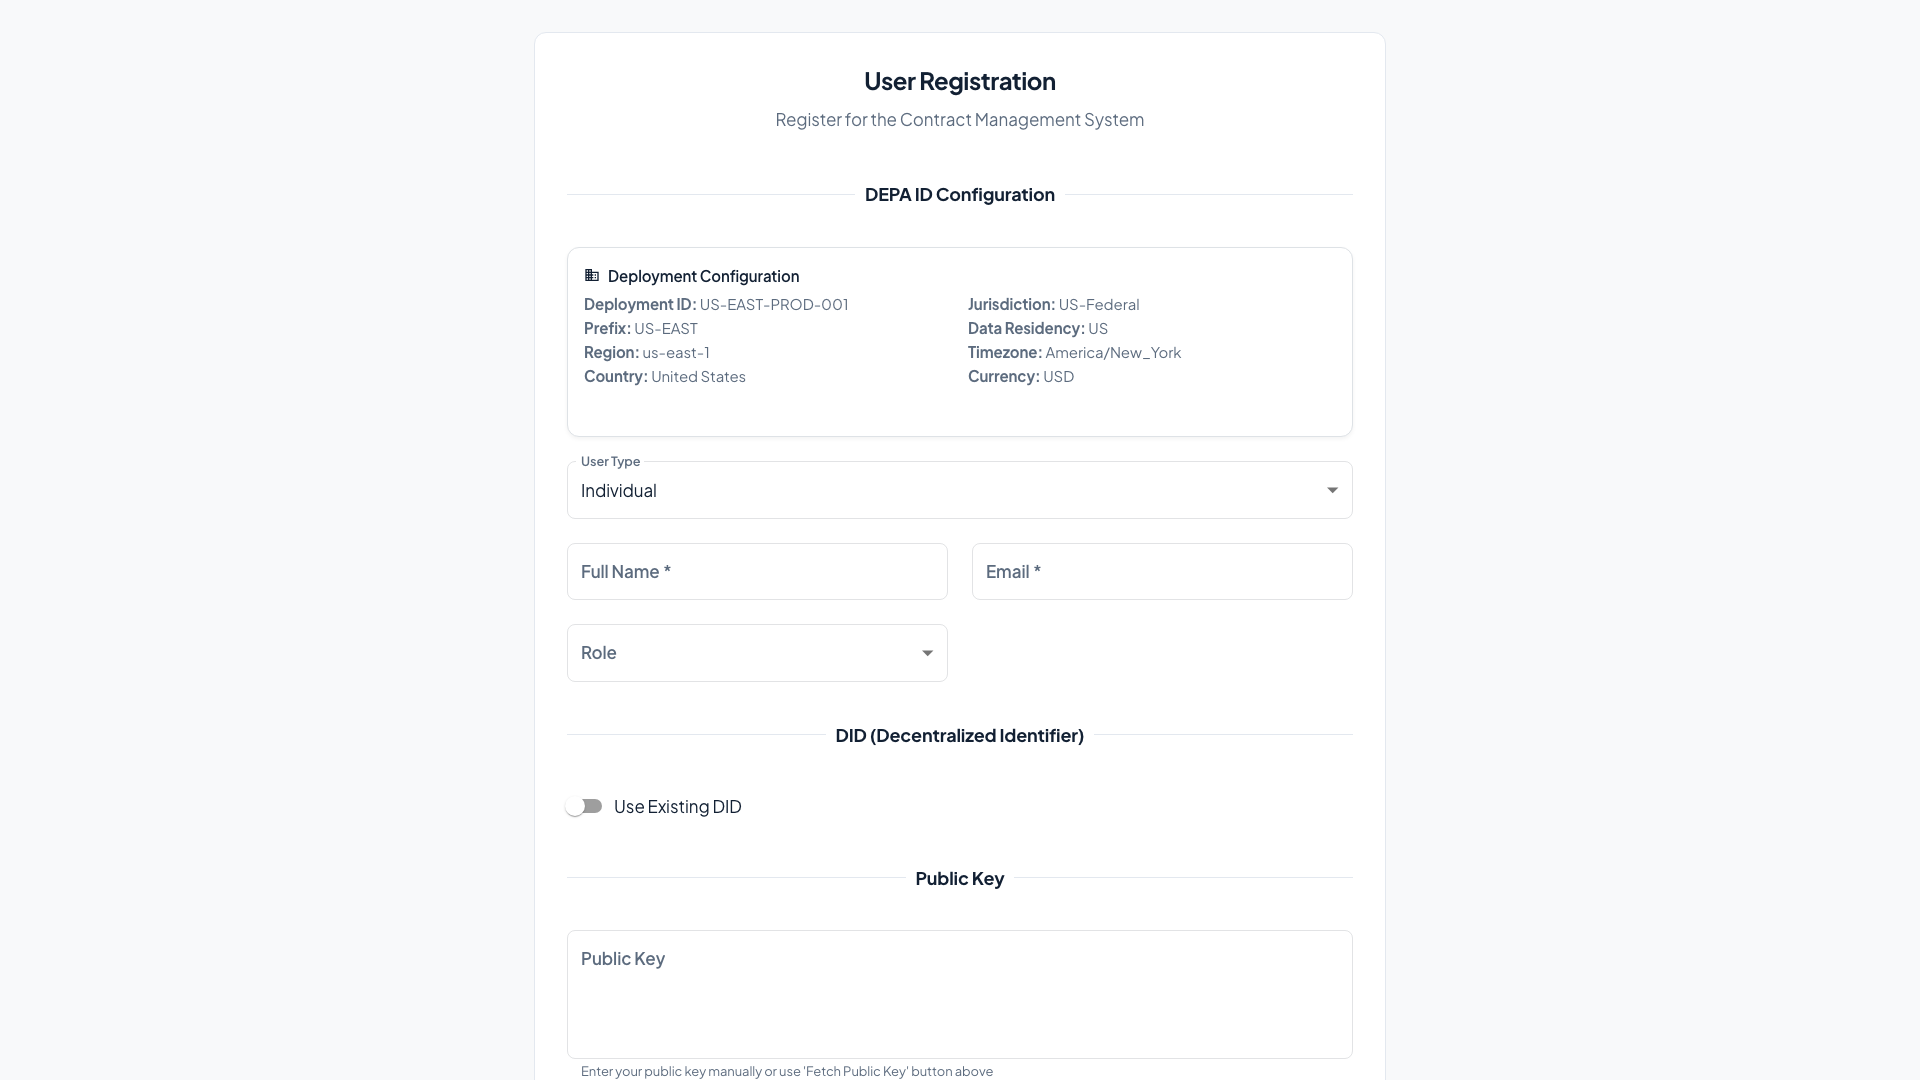 User Registration
Register for the Contract Management System
DEPA ID Configuration
Deployment Configuration
Deployment ID: US-EAST-PROD-001
Prefix: US-EAST
Region: us-east-1
Country: United States
Jurisdiction: US-Federal
Data Residency: US
Timezone: America/New_York
Currency: USD
User Type
Individual
Full Name *
Email *
Role
DID (Decentralized Identifier)
Use Existing DID
Public Key
Public Key
Enter your public key manually or use 'Fetch Public Key' button above